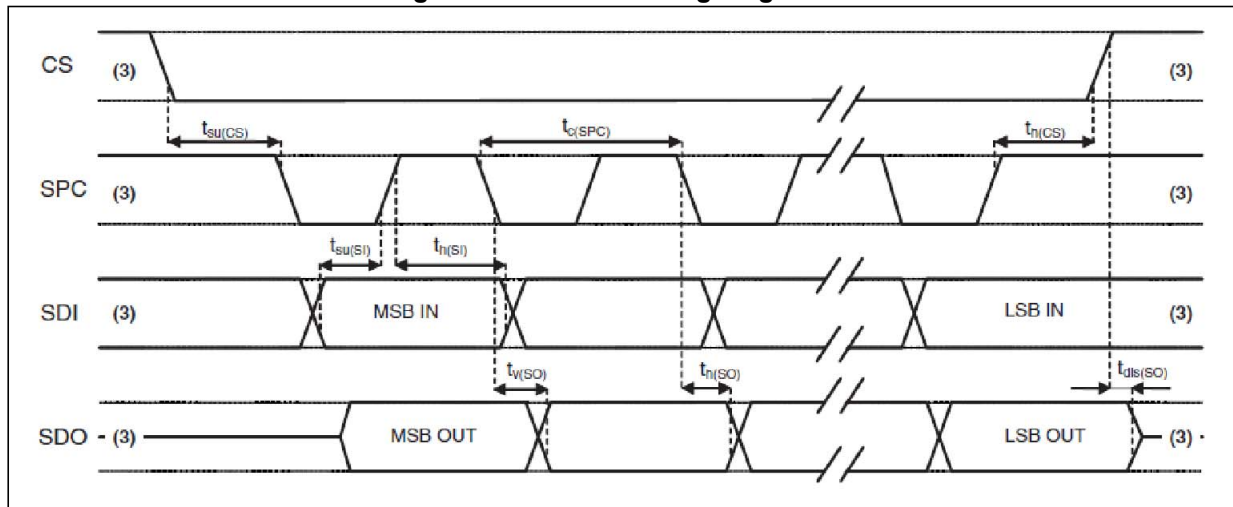 CS (3) (3)
tsu(CS) tc(SPC) th(CS)
SPC (3) (3)
tsu(SI) th(SI)
SDI (3) MSB IN LSB IN (3)
tv(SO) th(SO) tdis(SO)
SDO (3) MSB OUT LSB OUT (3)